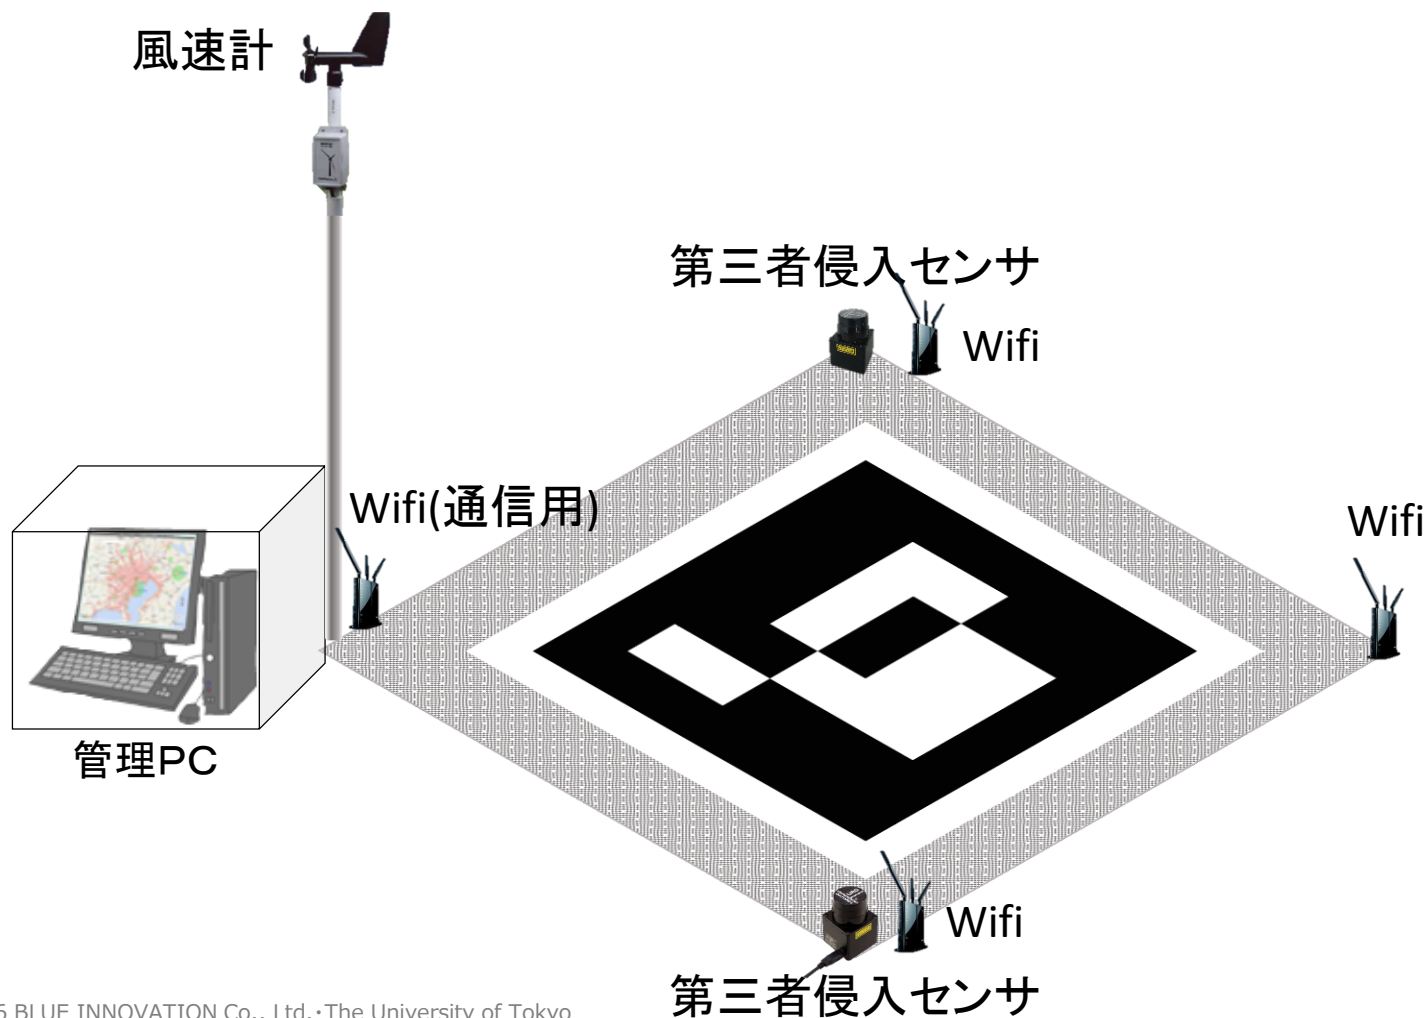 風速計
第三者侵入センサ
Wifi
Wifi(通信用)
Wifi
管理PC
Wifi
第三者侵入センサ
6 BLUE INNOVATION Co., Ltd.・The University of Tokyo